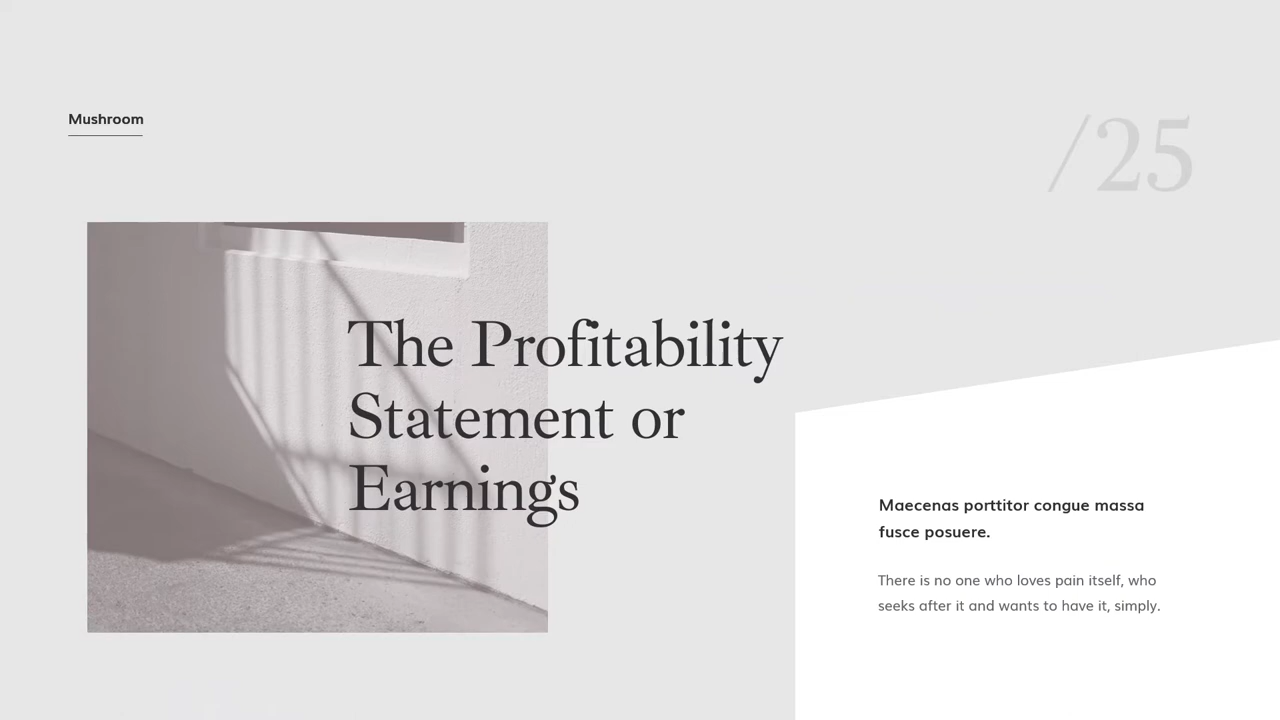 Mushroom
/25
The Profitability
Statement or
Earnings
Maecenas porttitor congue massa
fusce posuere.
There is no one who loves pain itself, who
seeks after it and wants to have it, simply.